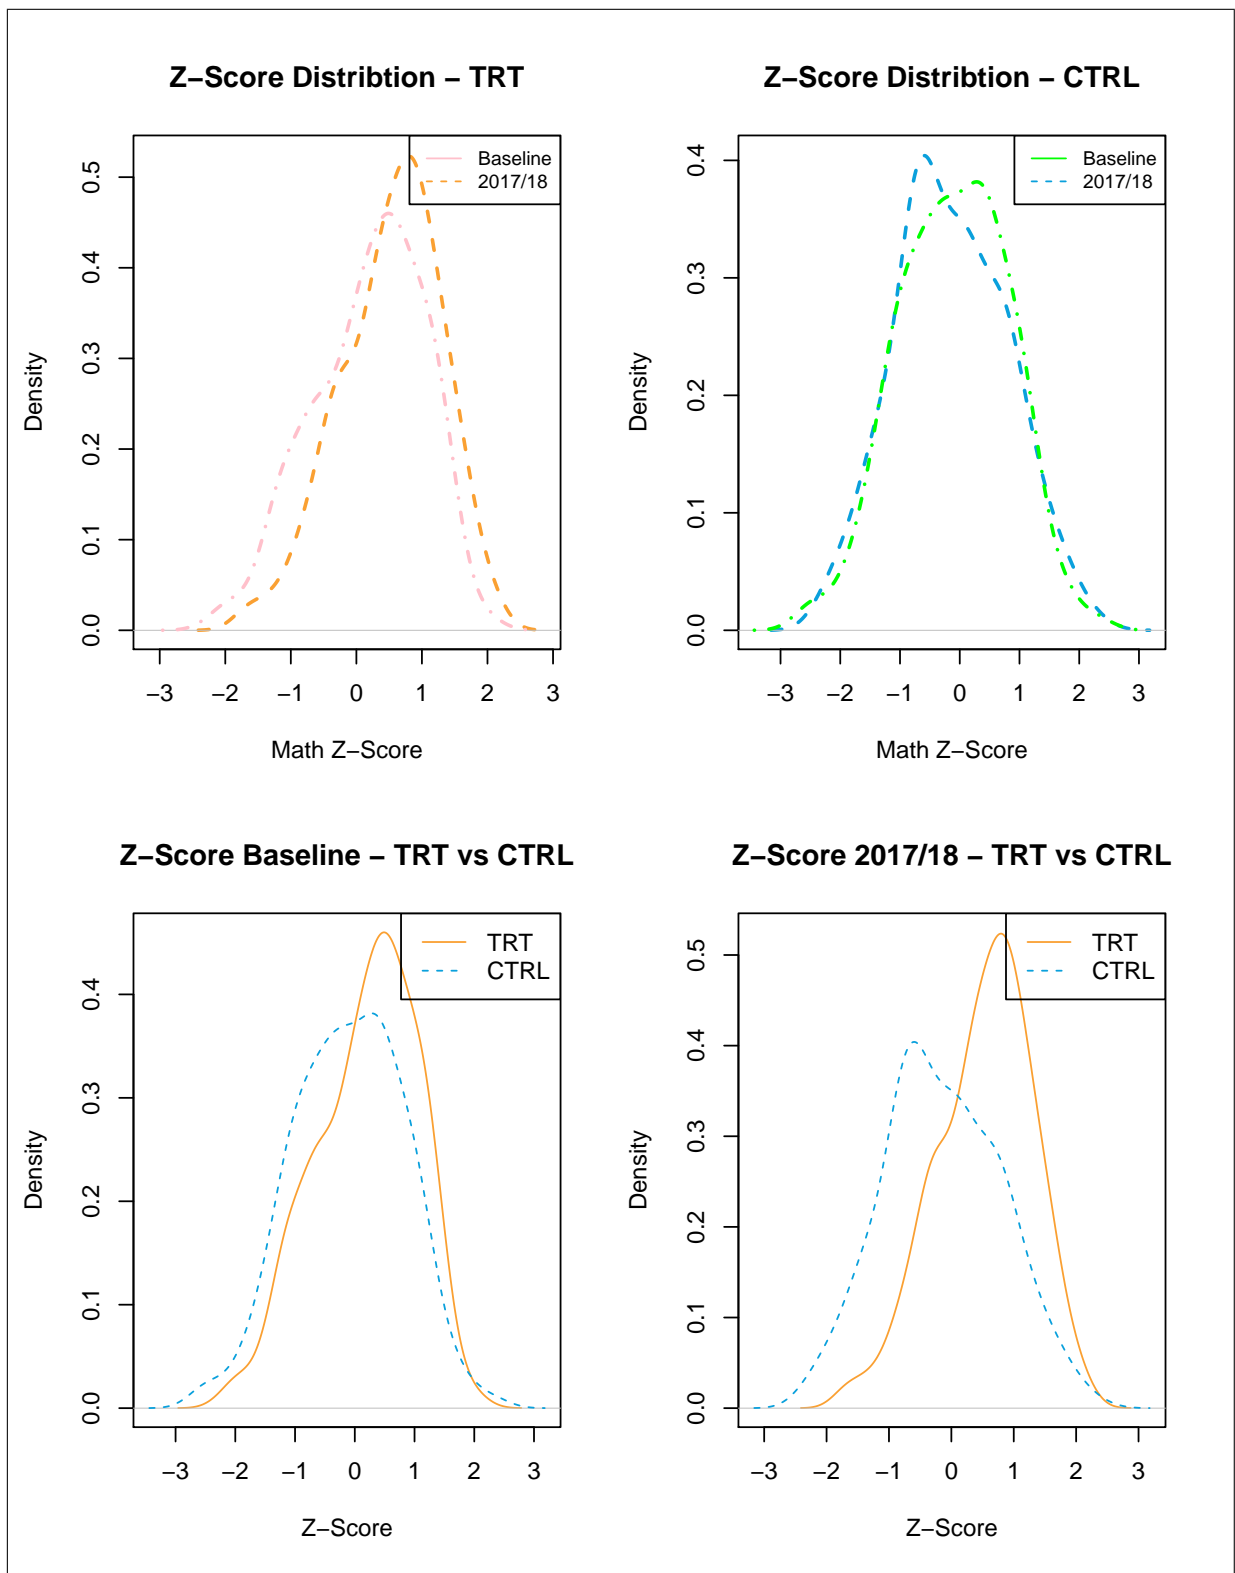 Z−Score Distribtion − TRT
Baseline
2017/18
0.5
0.4
0.3
0.2
0.1
0.0
Density
−3 −2 −1 0 1 2 3
Math Z−Score
Z−Score Distribtion − CTRL
Baseline
2017/18
0.4
0.3
0.2
0.1
0.0
Density
−3 −2 −1 0 1 2 3
Math Z−Score
Z−Score Baseline − TRT vs CTRL
TRT
CTRL
0.4
0.3
0.2
0.1
0.0
Density
−3 −2 −1 0 1 2 3
Z−Score
Z−Score 2017/18 − TRT vs CTRL
TRT
CTRL
0.5
0.4
0.3
0.2
0.1
0.0
Density
−3 −2 −1 0 1 2 3
Z−Score